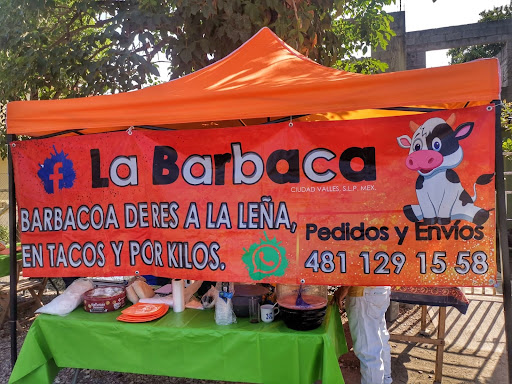 La Barbaca
CIUDAD VALLES, S.L.P. MEX.
BARBACOA DE RES A LA LEÑA,
EN TACOS Y POR KILOS.
Pedidos y Envíos
481 129 15 58